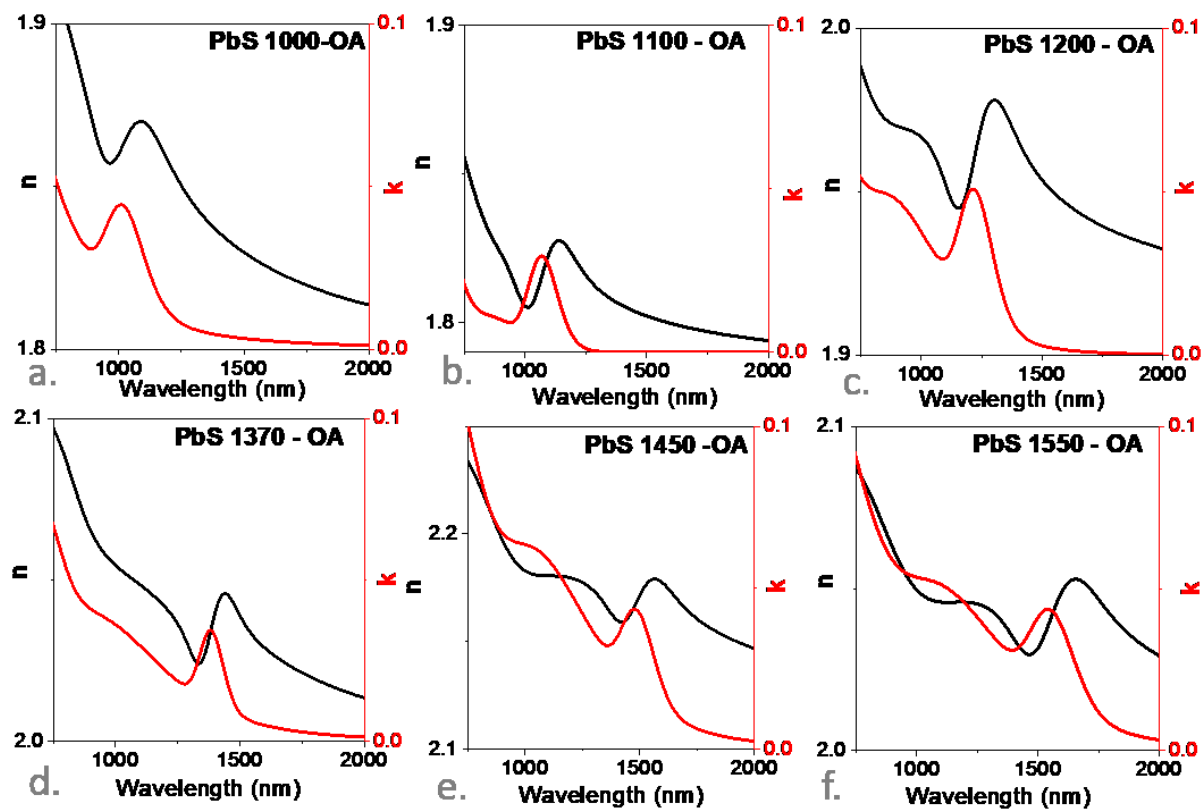 PbS 1000-OA
1.9
1.8
n
0.1
0.0
k
1000
1500
2000
Wavelength (nm)
a.
PbS 1100 - OA
1.9
1.8
n
0.1
0.0
k
1000
1500
2000
Wavelength (nm)
b.
PbS 1200 - OA
2.0
1.9
n
0.1
0.0
k
1000
1500
2000
Wavelength (nm)
c.
PbS 1370 - OA
2.1
2.0
n
0.1
0.0
k
1000
1500
2000
Wavelength (nm)
d.
PbS 1450 -OA
2.2
2.1
n
0.1
0.0
k
1000
1500
2000
Wavelength (nm)
e.
PbS 1550 - OA
2.1
2.0
n
0.1
0.0
k
1000
1500
2000
Wavelength (nm)
f.